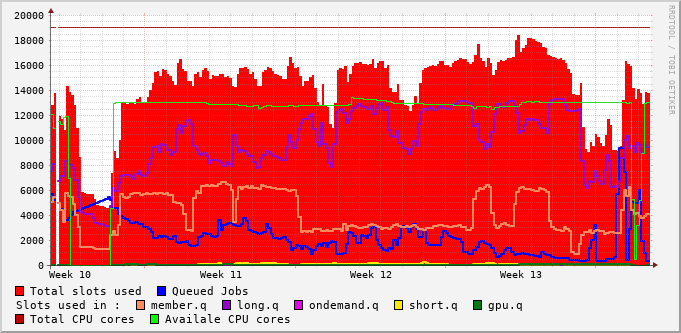 20000
18000
16000
14000
12000
10000
8000
6000
4000
2000
0
Week 10 Week 11 Week 12 Week 13
RRDTOOL / TOBI OETIKER
Total slots used Queued Jobs
Slots used in : member.q long.q ondemand.q short.q gpu.q
Total CPU cores Availale CPU cores